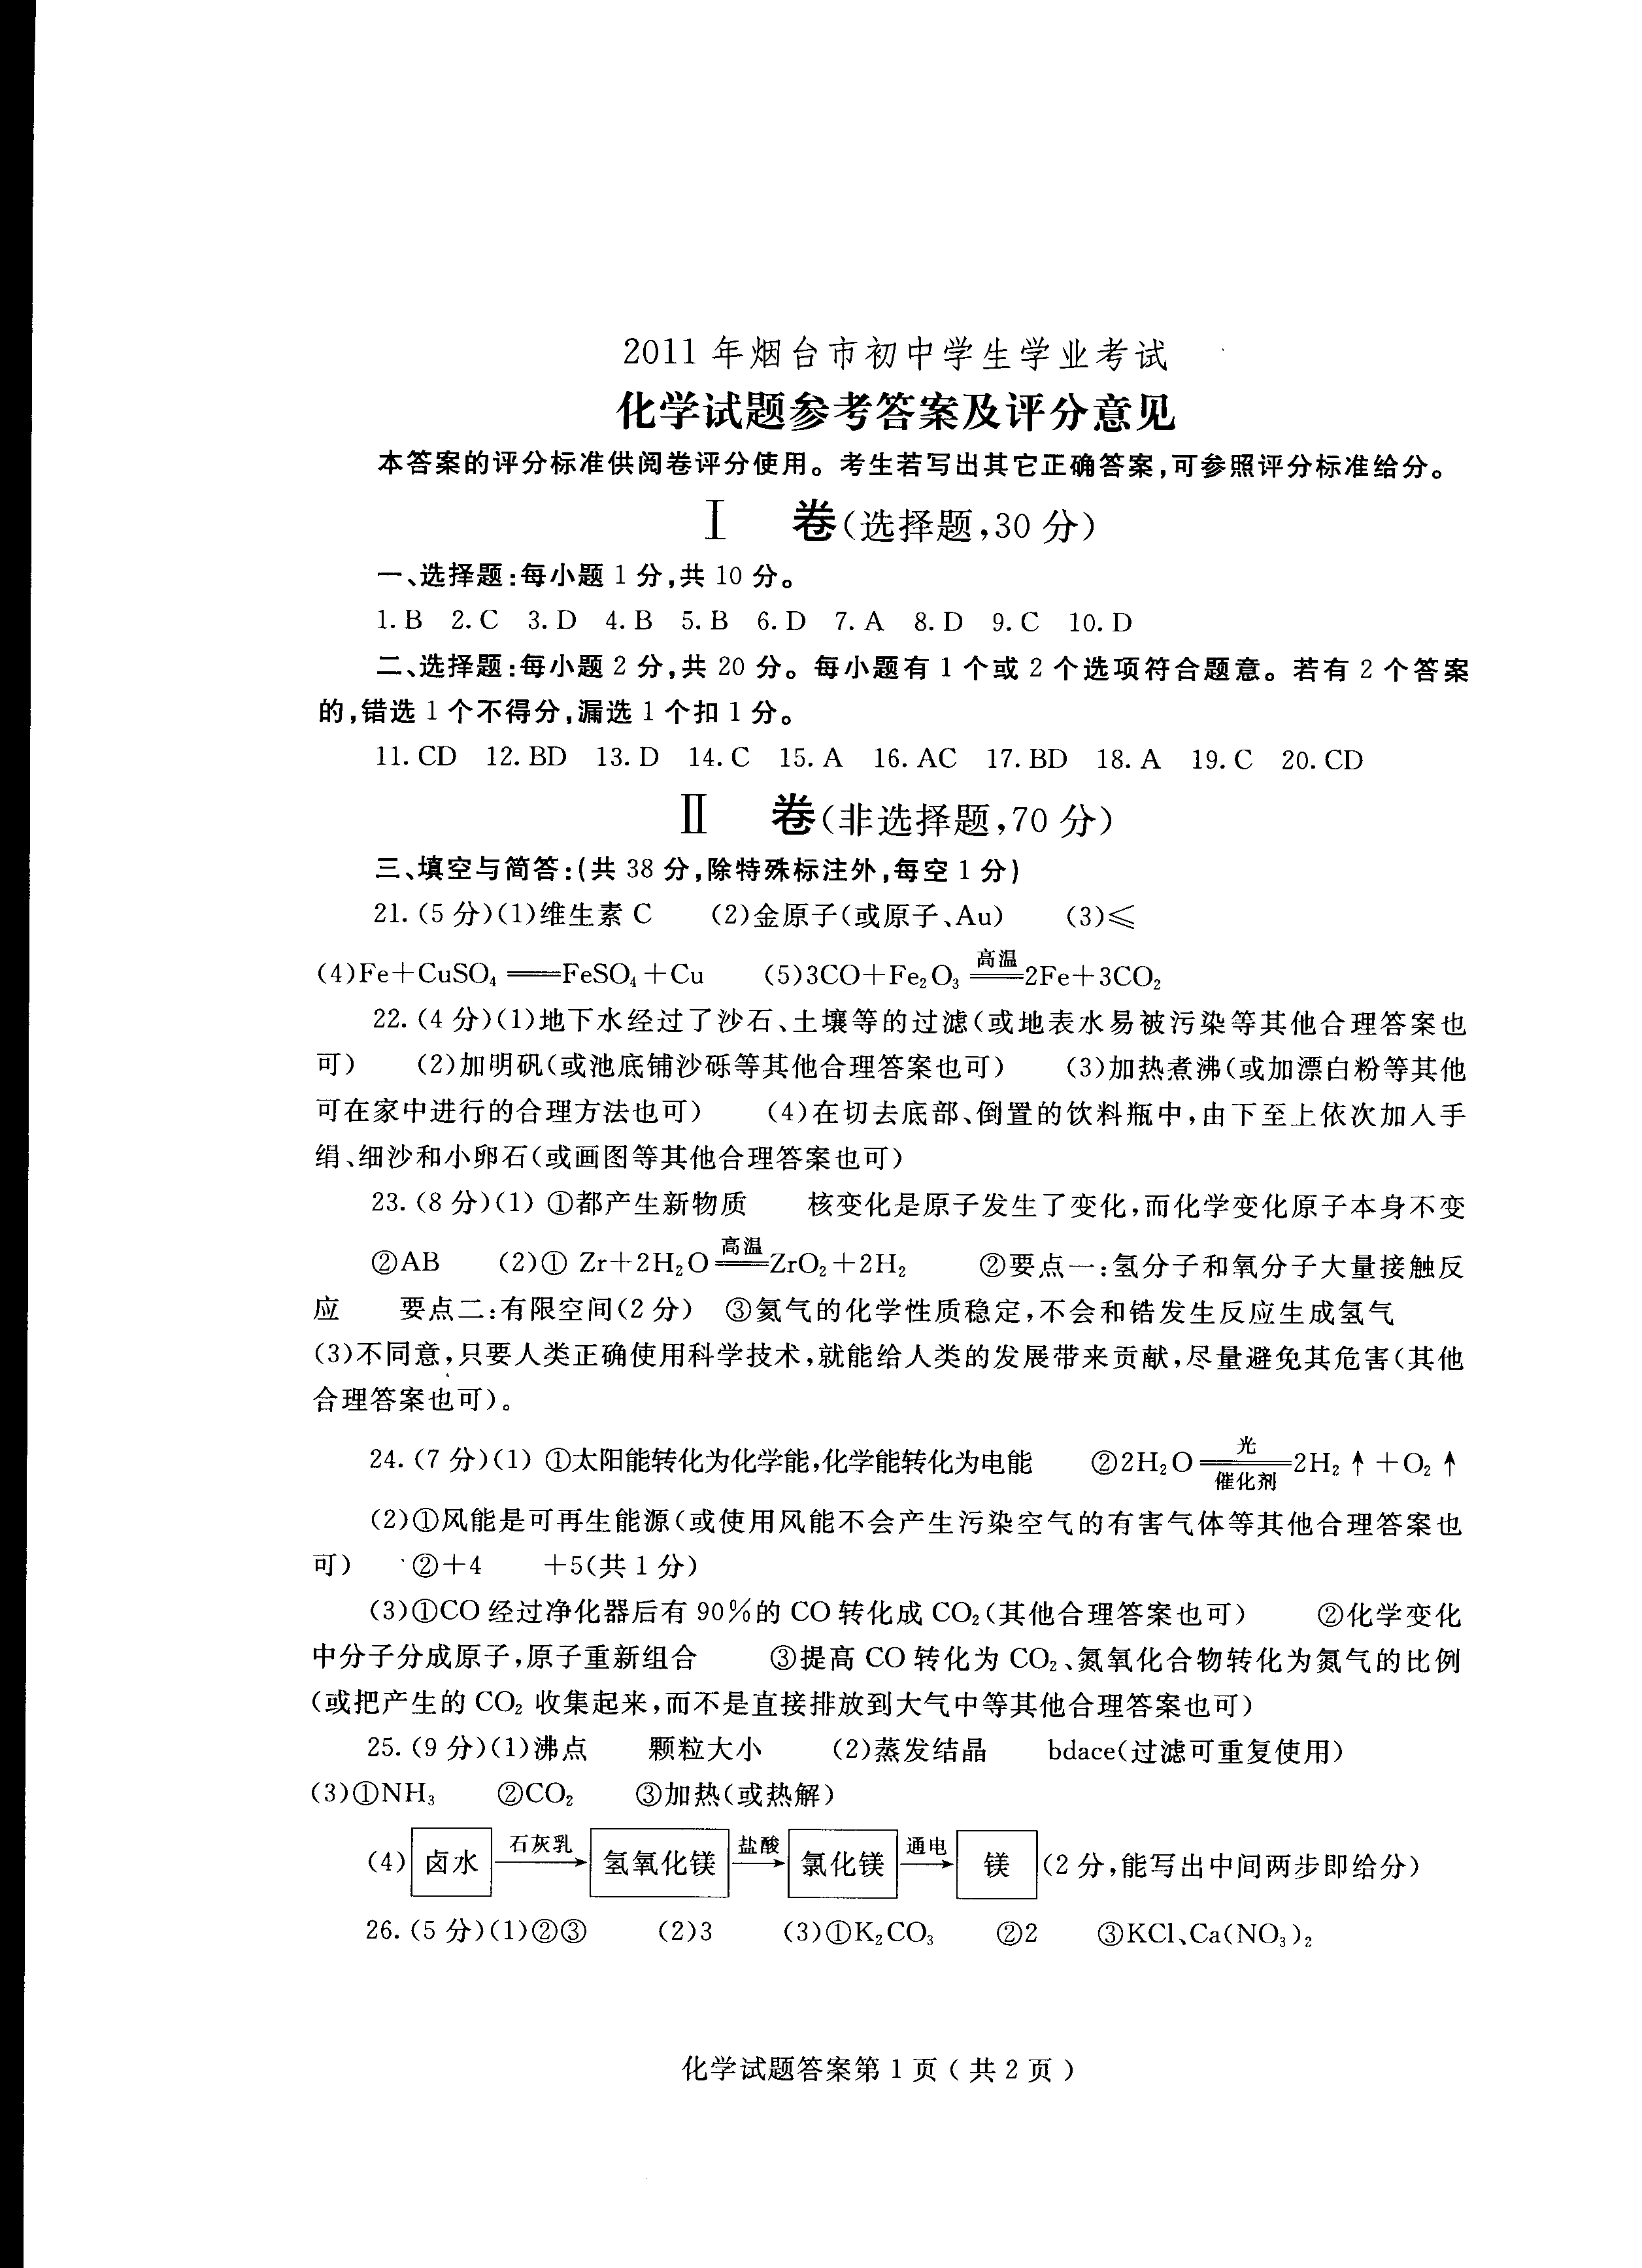 2011 年烟台市初中学生学业考试
化学试题参考答案及评分意见
本答案的评分标准供阅卷评分使用。考生若写出其它正确答案,可参照评分标准给分。
Ⅰ 卷(选择题,30 分)
一、选择题:每小题 1 分,共 10 分。
1. B 2. C 3. D 4. B 5. B 6. D 7. A 8. D 9. C 10. D
二、选择题:每小题 2 分,共 20 分。每小题有 1 个或 2 个选项符合题意。若有 2 个答案
的,错选 1 个不得分,漏选 1 个扣 1 分。
11. CD 12. BD 13. D 14. C 15. A 16. AC 17. BD 18. A 19. C 20. CD
Ⅱ 卷(非选择题,70 分)
三、填空与简答:(共 38 分,除特殊标注外,每空 1 分)
21. (5 分)(1)维生素 C (2)金原子(或原子、Au) (3)≤
(4)Fe+CuSO₄ ══FeSO₄+Cu (5)3CO+Fe₂O₃ 高温══2Fe+3CO₂
22. (4 分)(1)地下水经过了沙石、土壤等的过滤(或地表水易被污染等其他合理答案也
可) (2)加明矾(或池底铺沙砾等其他合理答案也可) (3)加热煮沸(或加漂白粉等其他
可在家中进行的合理方法也可) (4)在切去底部、倒置的饮料瓶中,由下至上依次加入手
绢、细沙和小卵石(或画图等其他合理答案也可)
23. (8 分)(1) ①都产生新物质 核变化是原子发生了变化,而化学变化原子本身不变
②AB (2)① Zr+2H₂O 高温══ZrO₂+2H₂ ②要点一:氢分子和氧分子大量接触反
应 要点二:有限空间(2 分) ③氦气的化学性质稳定,不会和锆发生反应生成氢气
(3)不同意,只要人类正确使用科学技术,就能给人类的发展带来贡献,尽量避免其危害(其他
合理答案也可)。
24. (7 分)(1) ①太阳能转化为化学能,化学能转化为电能 ②2H₂O 光══催化剂 2H₂↑+O₂↑
(2)①风能是可再生能源(或使用风能不会产生污染空气的有害气体等其他合理答案也
可) ②+4 +5(共 1 分)
(3)①CO 经过净化器后有 90%的 CO 转化成 CO₂(其他合理答案也可) ②化学变化
中分子分成原子,原子重新组合 ③提高 CO 转化为 CO₂、氮氧化合物转化为氮气的比例
(或把产生的 CO₂ 收集起来,而不是直接排放到大气中等其他合理答案也可)
25. (9 分)(1)沸点 颗粒大小 (2)蒸发结晶 bdace(过滤可重复使用)
(3)①NH₃ ②CO₂ ③加热(或热解)
(4) 卤水 石灰乳→ 氢氧化镁 盐酸→ 氯化镁 通电→ 镁 (2 分,能写出中间两步即给分)
26. (5 分)(1)②③ (2)3 (3)①K₂CO₃ ②2 ③KCl、Ca(NO₃)₂
化学试题答案第 1 页 ( 共 2 页 )